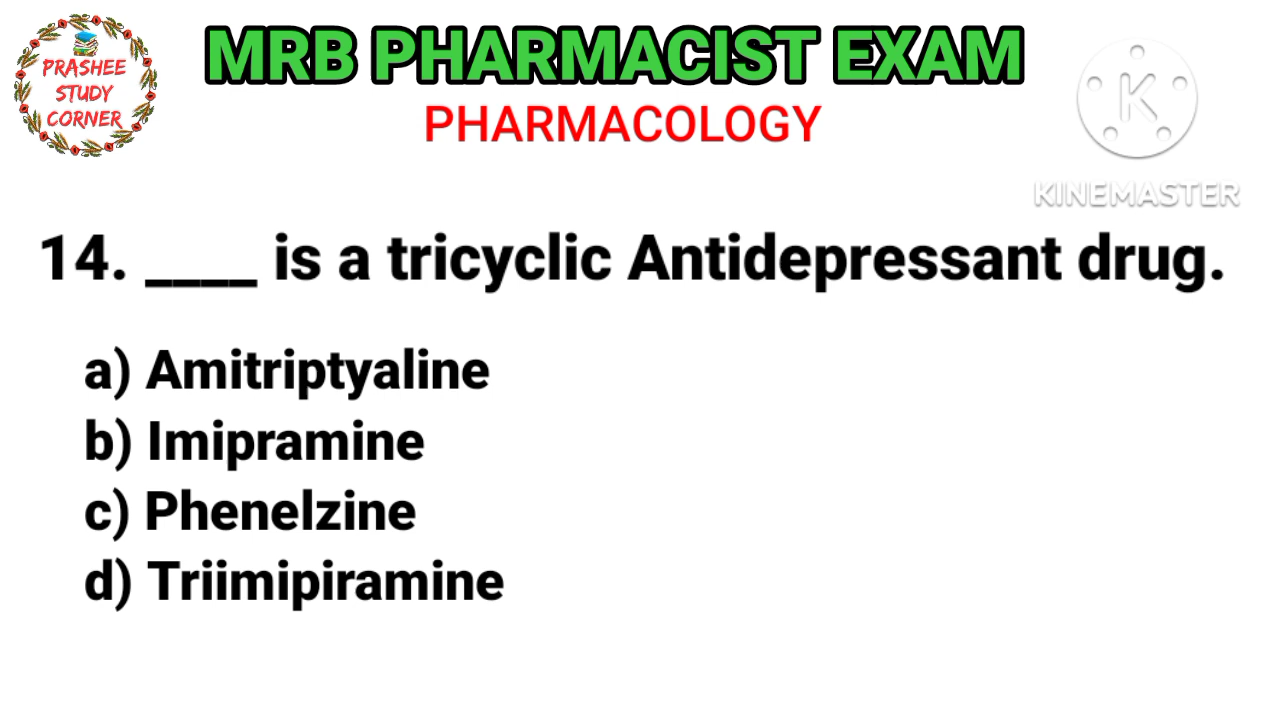 PRASHEE
STUDY
CORNER
MRB PHARMACIST EXAM
PHARMACOLOGY
K
KINEMASTER
14. ____ is a tricyclic Antidepressant drug.
a) Amitriptyaline
b) Imipramine
c) Phenelzine
d) Triimipiramine